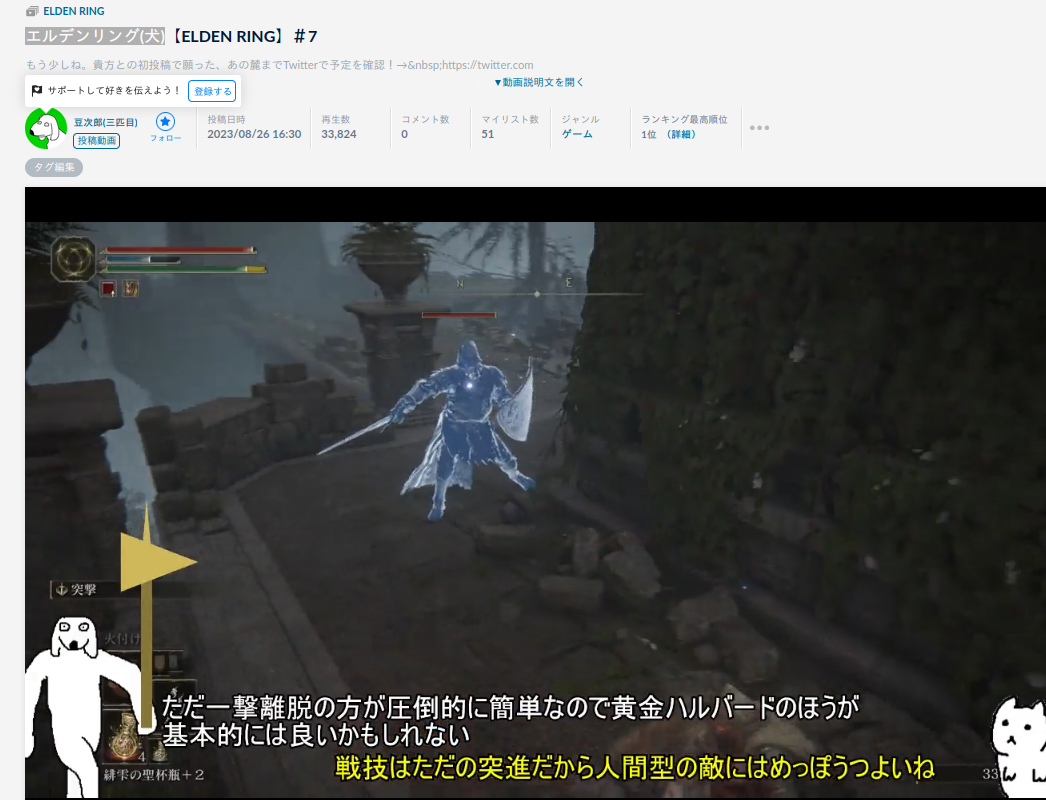 ELDEN RING
エルデンリング(犬)【ELDEN RING】＃7
もう少しね。貴方との初投稿で願った、あの麓までTwitterで予定を確認！→&nbsp;https://twitter.com
▼動画説明文を開く
サポートして好きを伝えよう！ 登録する
豆次郎(三匹目)
投稿動画
フォロー
投稿日時
2023/08/26 16:30
再生数
33,824
コメント数
0
マイリスト数
51
ジャンル
ゲーム
ランキング最高順位
1位 （詳細）
タグ編集
N E
突撃
火付け
4
緋雫の聖杯瓶＋2
ただ一撃離脱の方が圧倒的に簡単なので黄金ハルバードのほうが
基本的には良いかもしれない
戦技はただの突進だから人間型の敵にはめっぽうつよいね